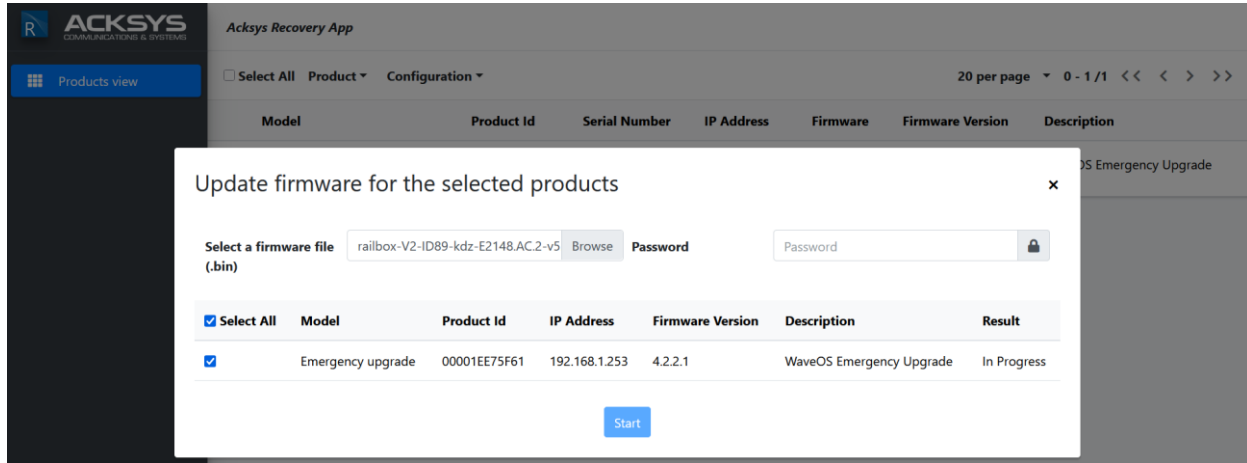 R ACKSYS
COMMUNICATIONS & SYSTEMS
Acksys Recovery App
Products view
Select All Product Configuration 20 per page 0 - 1 /1 << < > >>
Model Product Id Serial Number IP Address Firmware Firmware Version Description
OS Emergency Upgrade
Update firmware for the selected products ×
Select a firmware file railbox-V2-ID89-kdz-E2148.AC.2-v5 Browse Password Password
(.bin)
Select All Model Product Id IP Address Firmware Version Description Result
Emergency upgrade 00001EE75F61 192.168.1.253 4.2.2.1 WaveOS Emergency Upgrade In Progress
Start